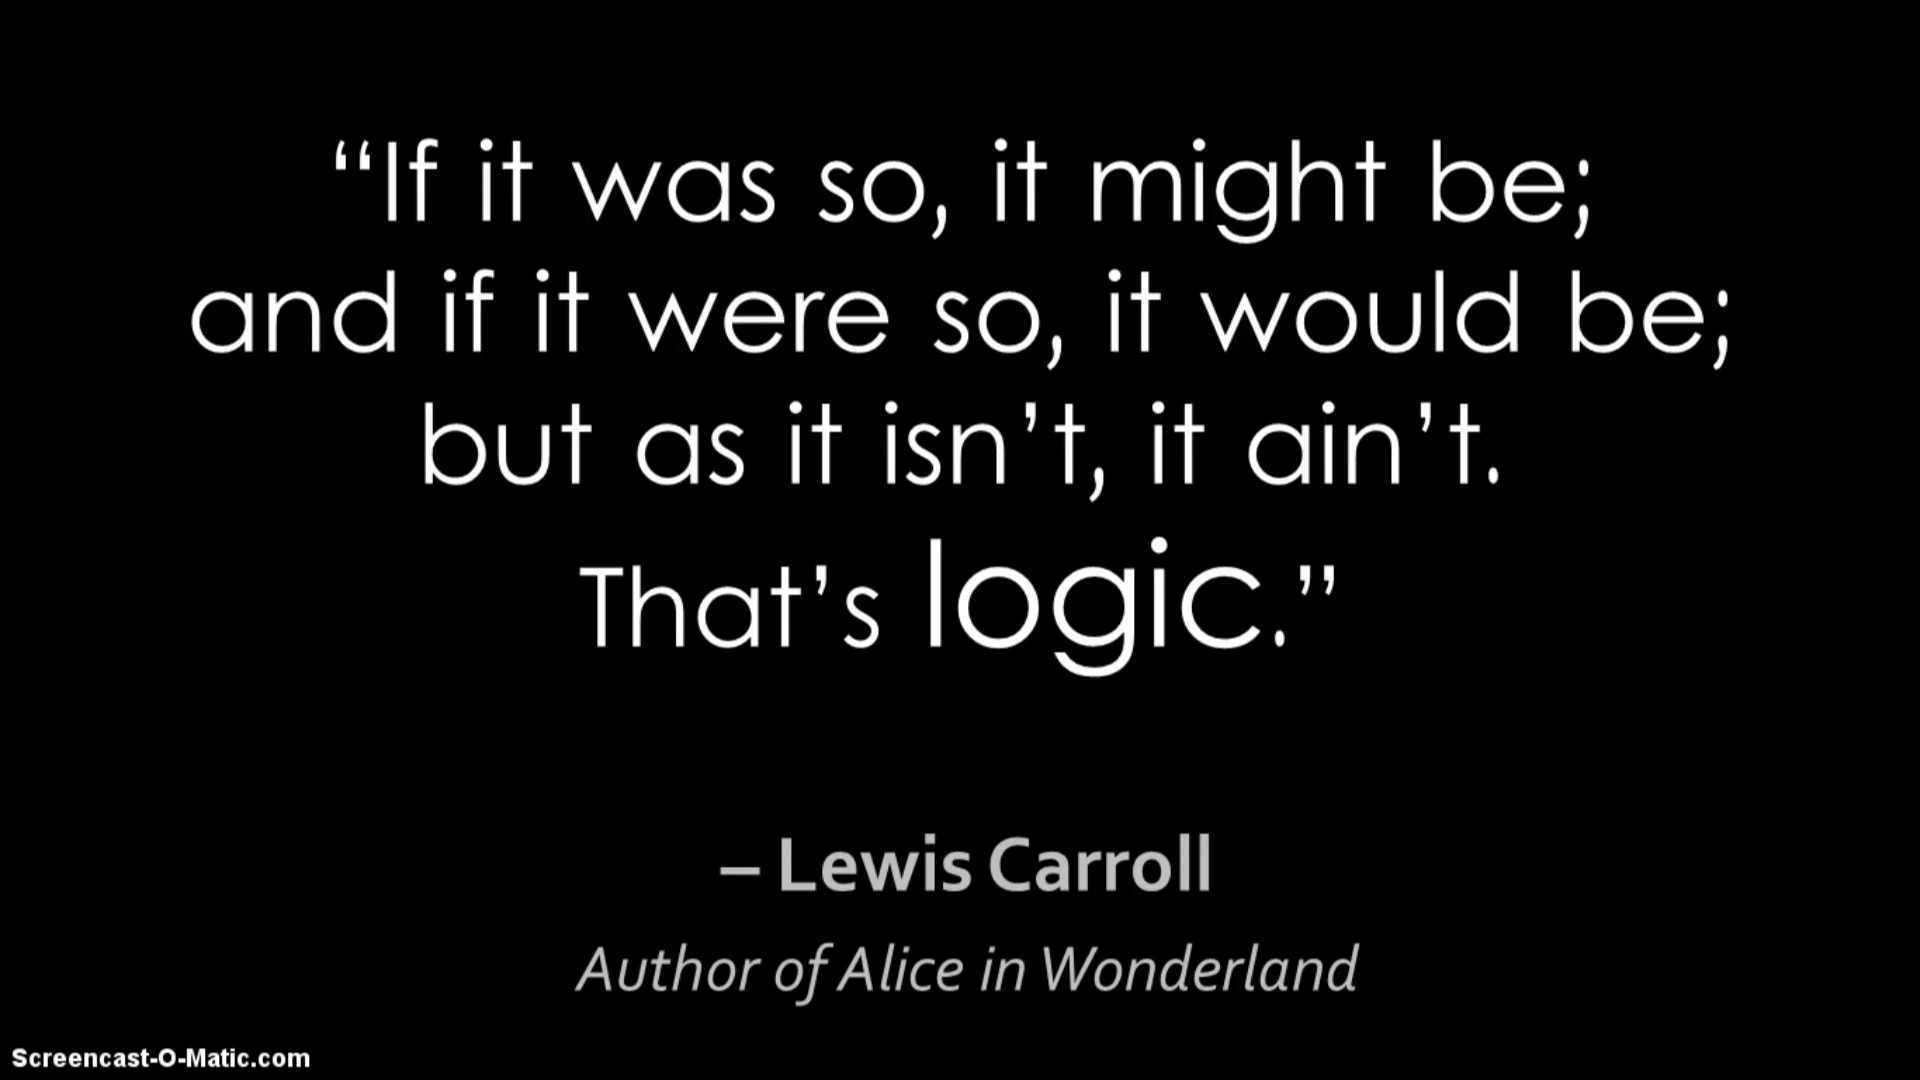 “If it was so, it might be;
and if it were so, it would be;
but as it isn’t, it ain’t.
That’s logic.”
– Lewis Carroll
Author of Alice in Wonderland
Screencast-O-Matic.com